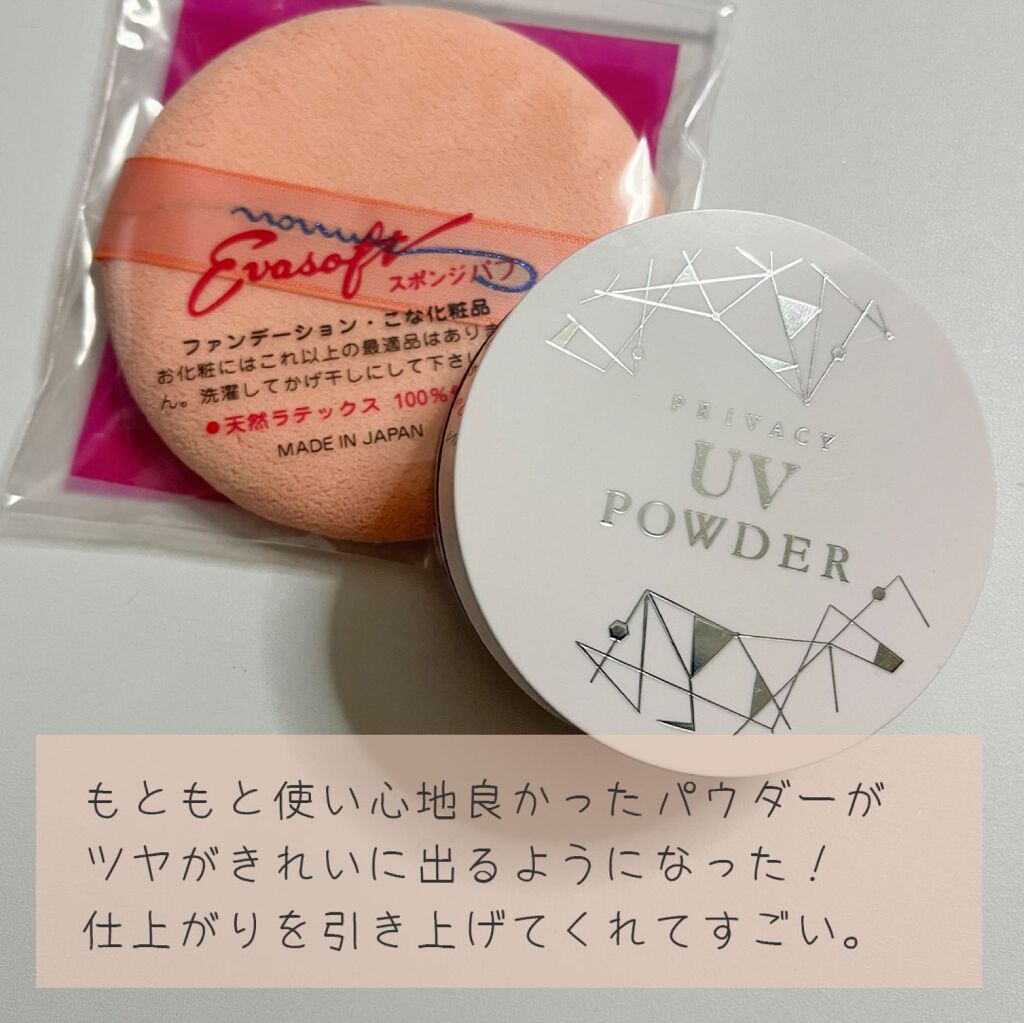 Evasoft
スポンジパフ
ファンデーション・こな化粧品
お化粧にはこれ以上の最適品はありま
ん。洗濯してかげ干しにして下さい
●天然ラテックス 100%
MADE IN JAPAN
PRIVACY
UV
POWDER
もともと使い心地良かったパウダーが
ツヤがきれいに出るようになった！
仕上がりを引き上げてくれてすごい。